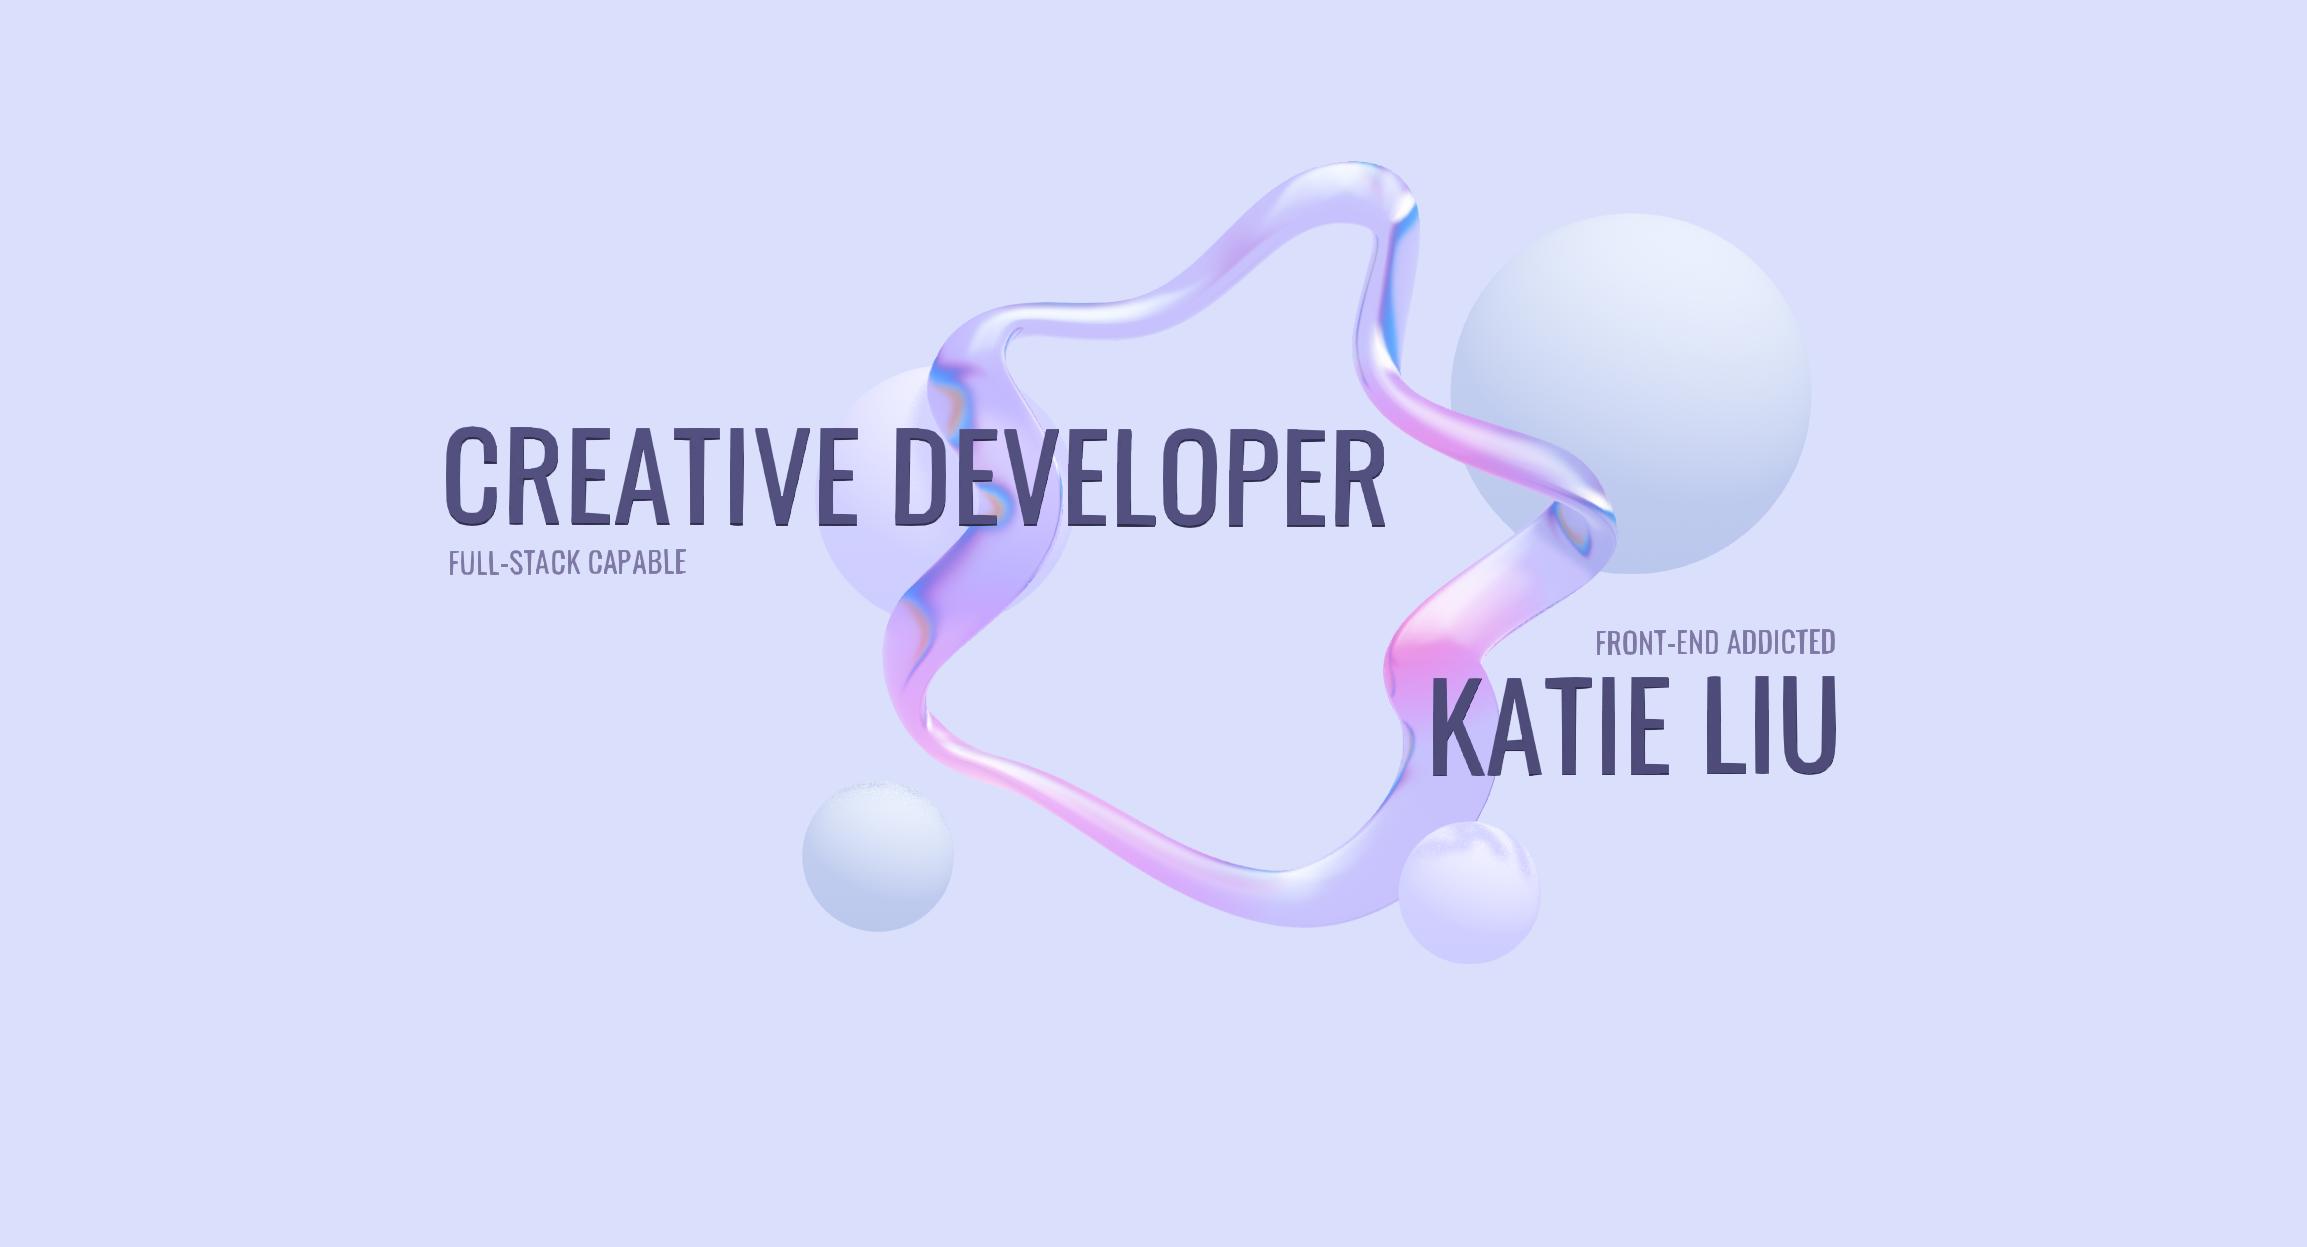 CREATIVE DEVELOPER
FULL-STACK CAPABLE
FRONT-END ADDICTED
KATIE LIU